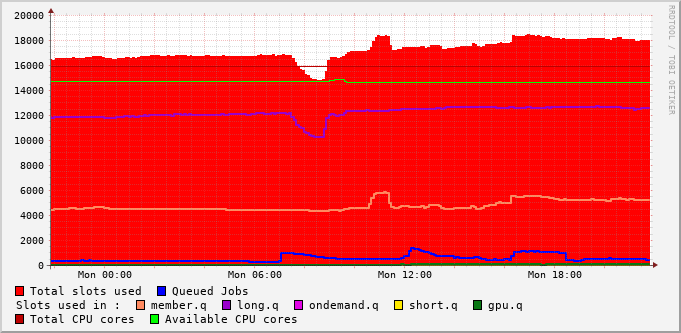 20000
18000
16000
14000
12000
10000
8000
6000
4000
2000
0
Mon 00:00 Mon 06:00 Mon 12:00 Mon 18:00
RRDTOOL / TOBI OETIKER
Total slots used Queued Jobs
Slots used in : member.q long.q ondemand.q short.q gpu.q
Total CPU cores Available CPU cores